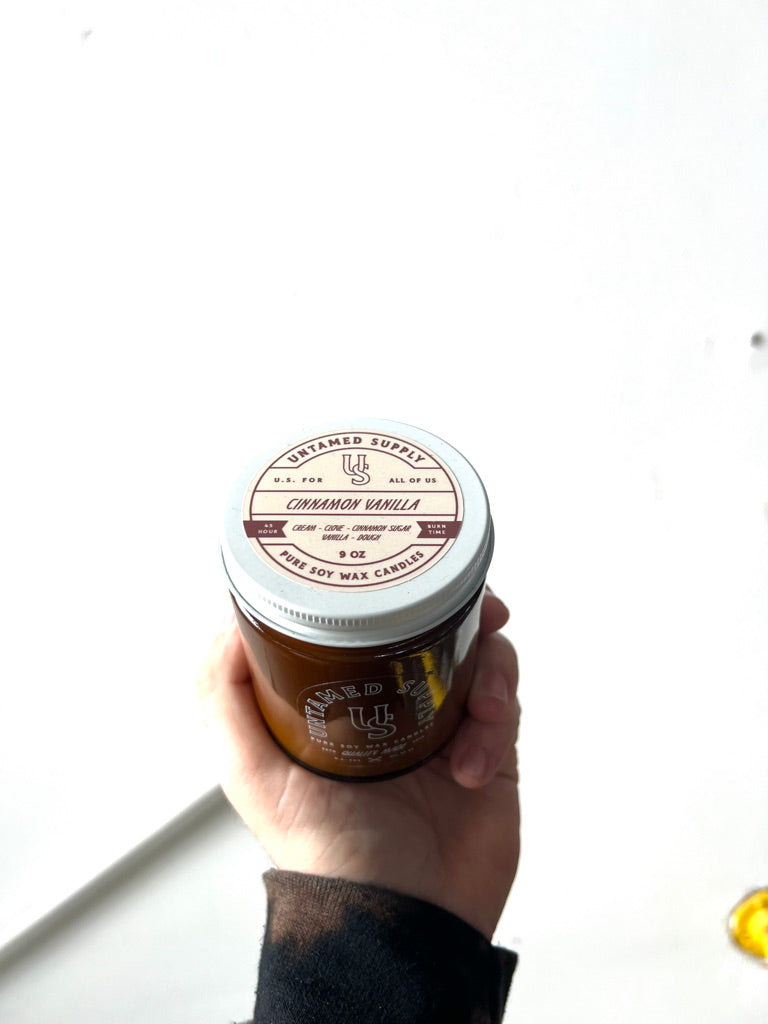 UNTAMED SUPPLY
US
U.S. FOR ALL OF US
CINNAMON VANILLA
45 HOUR BURN TIME
CREAM - CLOVE - CINNAMON SUGAR
VANILLA - DOUGH
9 OZ
PURE SOY WAX CANDLES
UNTAMED SUPPLY
US
PURE SOY WAX CANDLES
QUALITY MADE